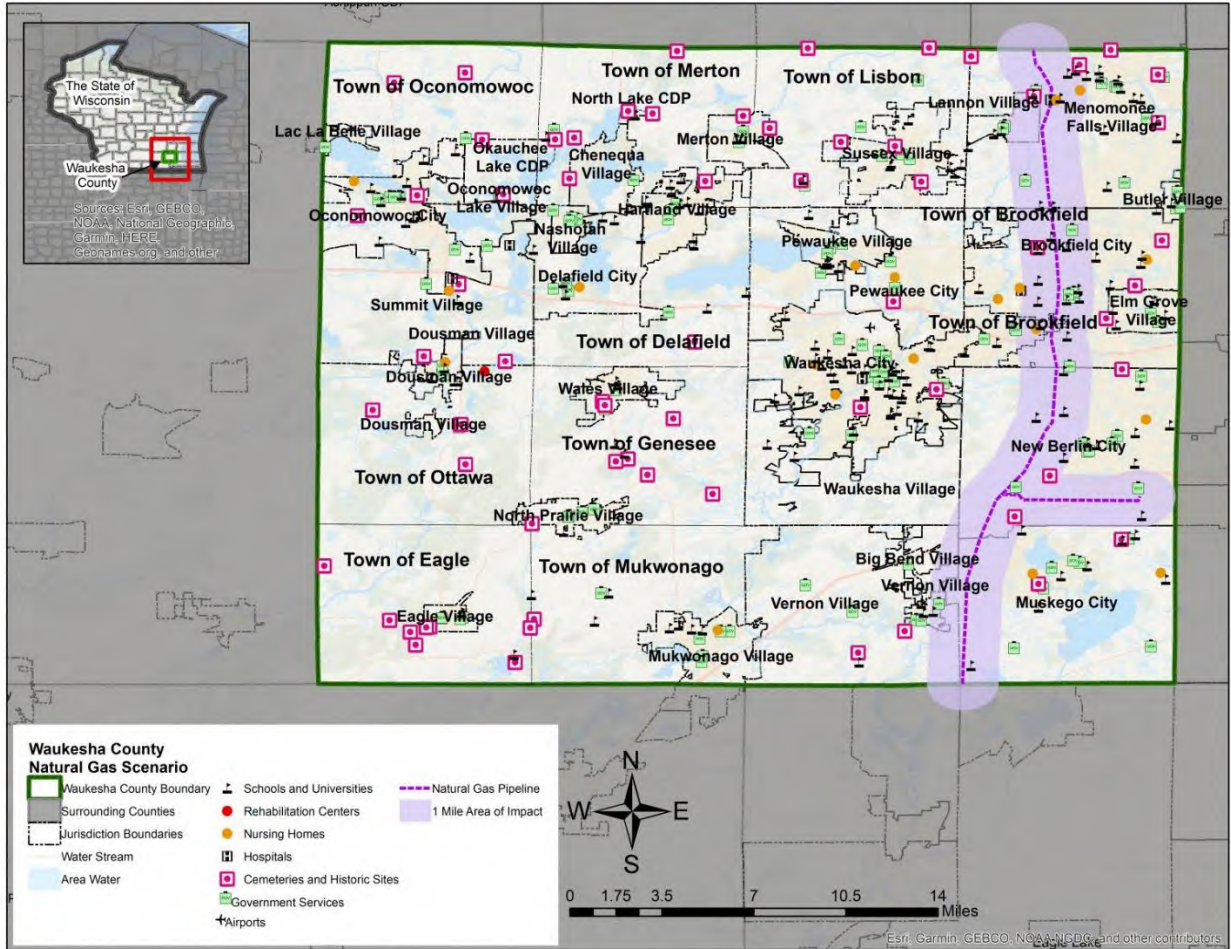 The State of
Wisconsin
Waukesha
County
Sources: Esri, GEBCO,
NOAA, National Geographic,
Garmin, HERE,
Geonames.org, and other
Town of Oconomowoc
Town of Merton
Town of Lisbon
North Lake CDP
Lannon Village
Menomonee
Falls Village
Lac La Belle Village
Okauchee
Lake CDP
Chenequa
Village
Merton Village
Sussex Village
Oconomowoc
Lake Village
Butler Village
Oconomowoc City
Hartland Village
Town of Brookfield
Nashotah
Village
Pewaukee Village
Brookfield City
Delafield City
Pewaukee City
Summit Village
Elm Grove
Village
Town of Brookfield
Dousman Village
Town of Delafield
Waukesha City
Dousman Village
Wales Village
Dousman Village
Town of Genesee
New Berlin City
Town of Ottawa
Waukesha Village
North Prairie Village
Town of Eagle
Town of Mukwonago
Big Bend Village
Vernon Village
Vernon Village
Muskego City
Eagle Village
Mukwonago Village
Waukesha County
Natural Gas Scenario
Waukesha County Boundary
Surrounding Counties
Jurisdiction Boundaries
Water Stream
Area Water
Schools and Universities
Rehabilitation Centers
Nursing Homes
H Hospitals
Cemeteries and Historic Sites
Government Services
Airports
Natural Gas Pipeline
1 Mile Area of Impact
N
W E
S
0 1.75 3.5 7 10.5 14
Miles
Eagle Lake
Esri, Garmin, GEBCO, NOAA NGDC, and other contributors